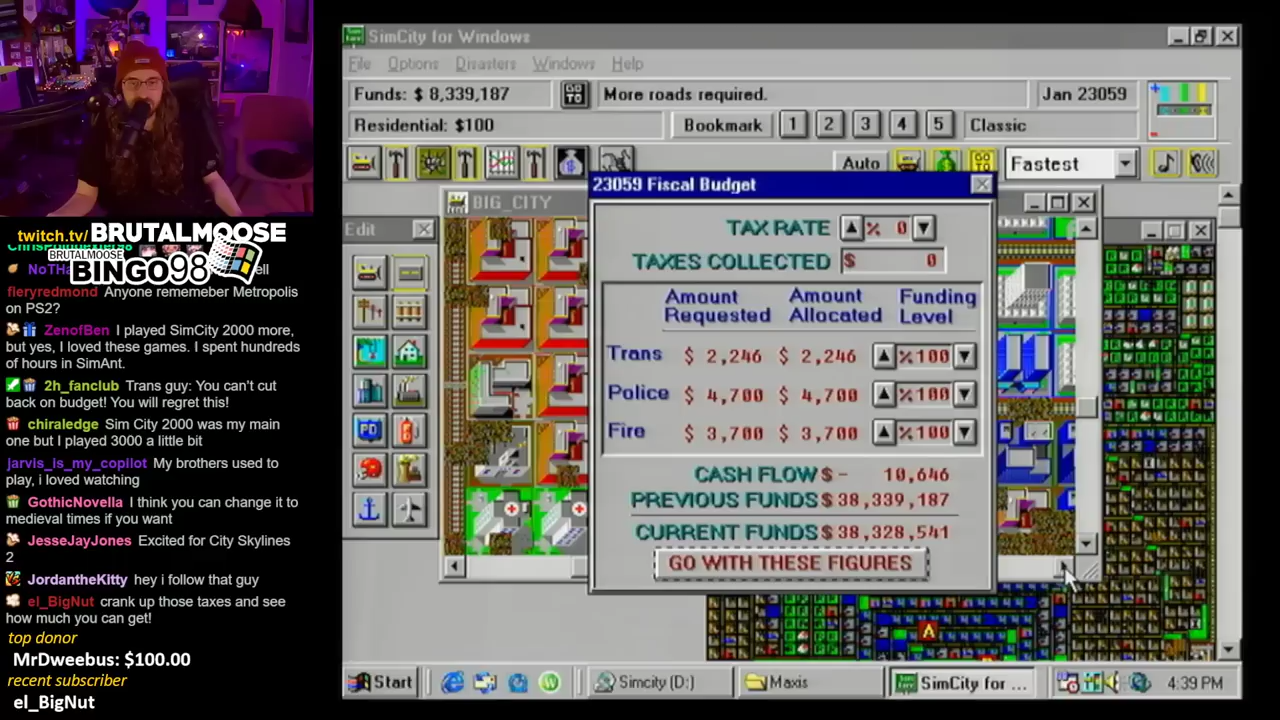 twitch.tv/BRUTALMOOSE
BRUTALMOOSE
BINGO98
fieryredmond Anyone rememeber Metropolis
on PS2?
ZenofBen I played SimCity 2000 more,
but yes, I loved these games. I spent hundreds
of hours in SimAnt.
2h_fanclub Trans guy: You can't cut
back on budget! You will regret this!
chiraledge Sim City 2000 was my main
one but I played 3000 a little bit
jarvis_is_my_copilot My brothers used to
play, i loved watching
GothicNovella I think you can change it to
medieval times if you want
JesseJayJones Excited for City Skylines
2
JordantheKitty hey i follow that guy
el_BigNut crank up those taxes and see
how much you can get!
top donor
MrDweebus: $100.00
recent subscriber
el_BigNut
SimCity for Windows
File Options Disasters Windows Help
Funds: $ 8,339,187 GO TO More roads required. Jan 23059
Residential: $100 Bookmark 1 2 3 4 5 Classic
Auto GO TO Fastest
Edit
PD
BIG_CITY
23059 Fiscal Budget
TAX RATE % 0
TAXES COLLECTED $ 0
Amount Requested Amount Allocated Funding Level
Trans $ 2,246 $ 2,246 %100
Police $ 4,700 $ 4,700 %100
Fire $ 3,700 $ 3,700 %100
CASH FLOW $- 10,646
PREVIOUS FUNDS $38,339,187
CURRENT FUNDS $38,328,541
GO WITH THESE FIGURES
Start Simcity (D:) Maxis SimCity for ... 4:39 PM